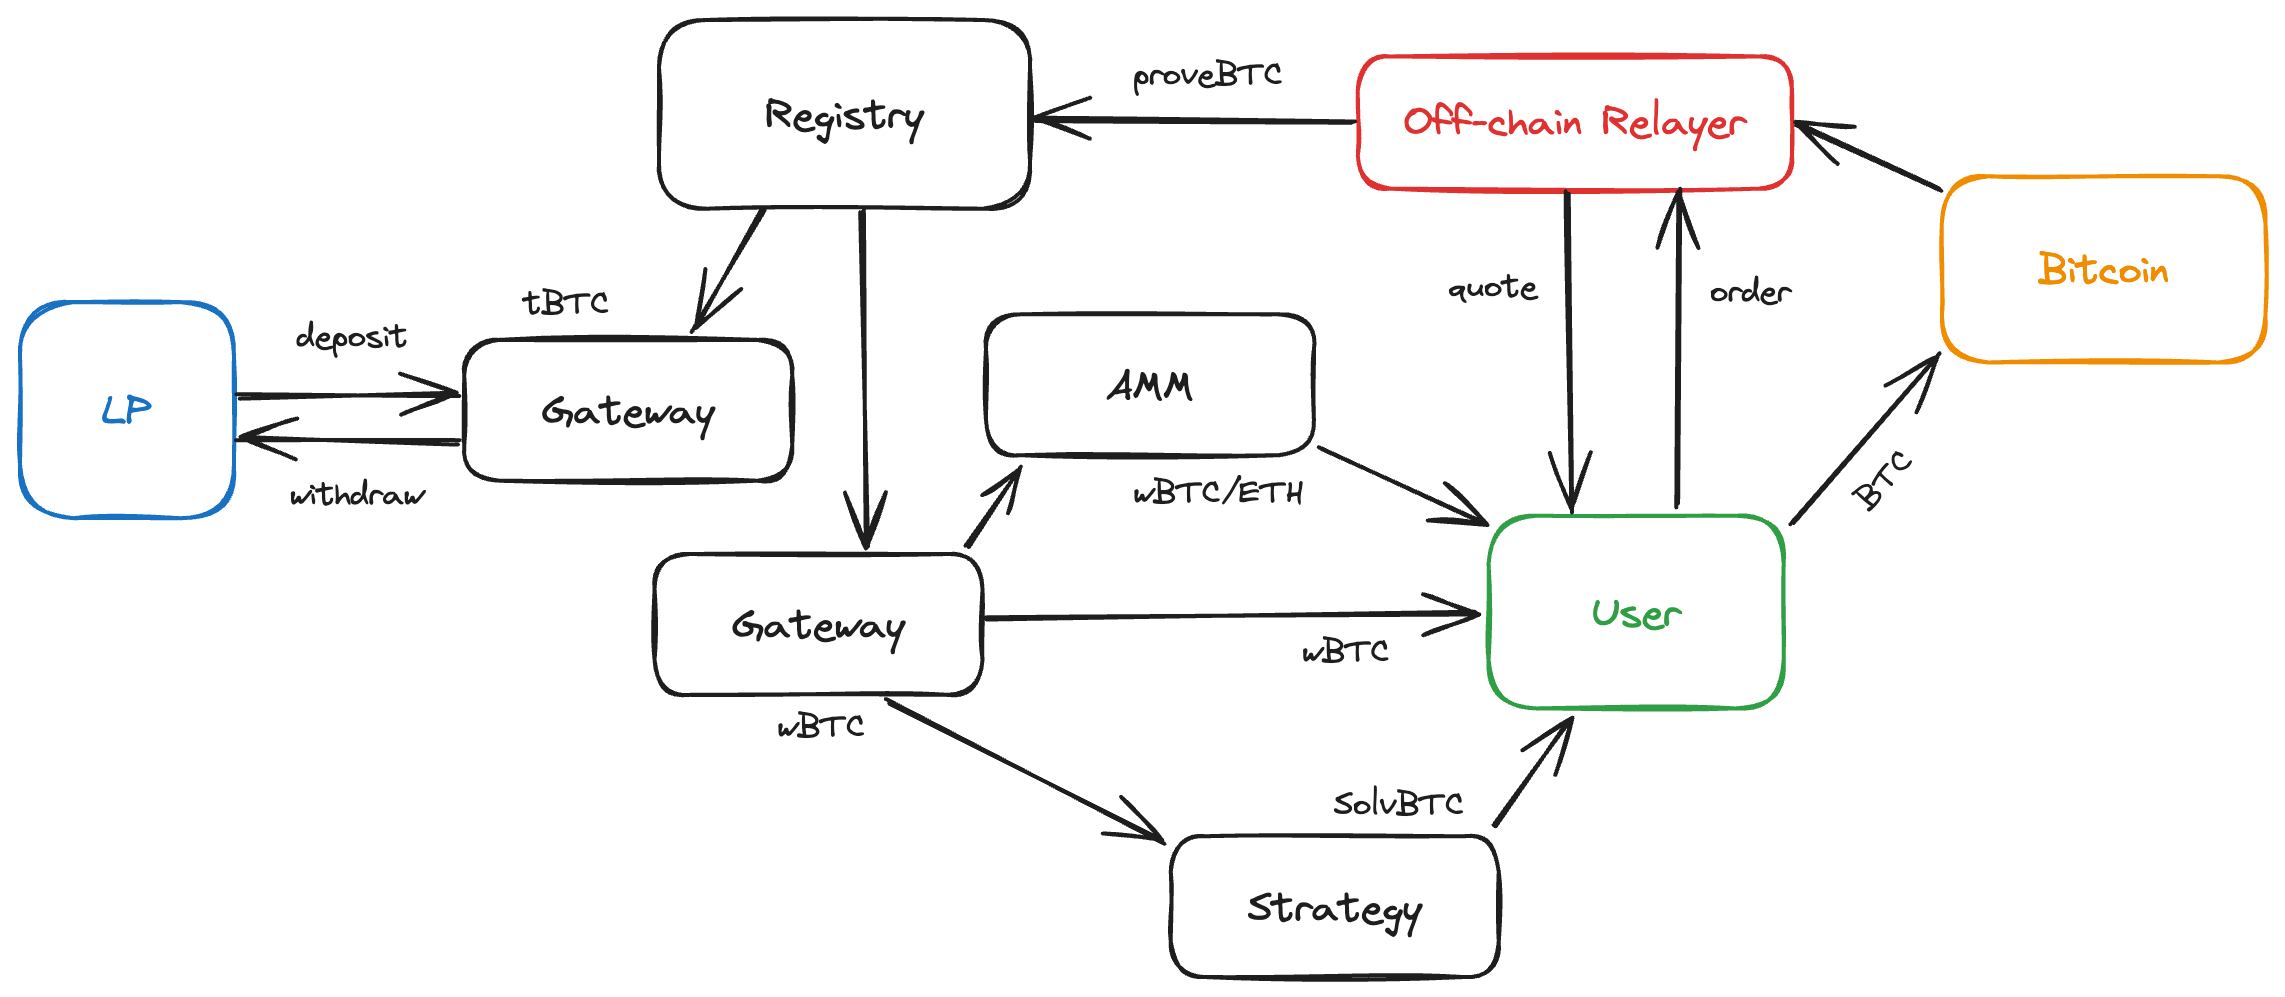 Registry
proveBTC
Off-chain Relayer
Bitcoin
quote
order
tBTC
deposit
LP
Gateway
withdraw
AMM
wBTC/ETH
BTC
Gateway
User
wBTC
wBTC
SolvBTC
Strategy